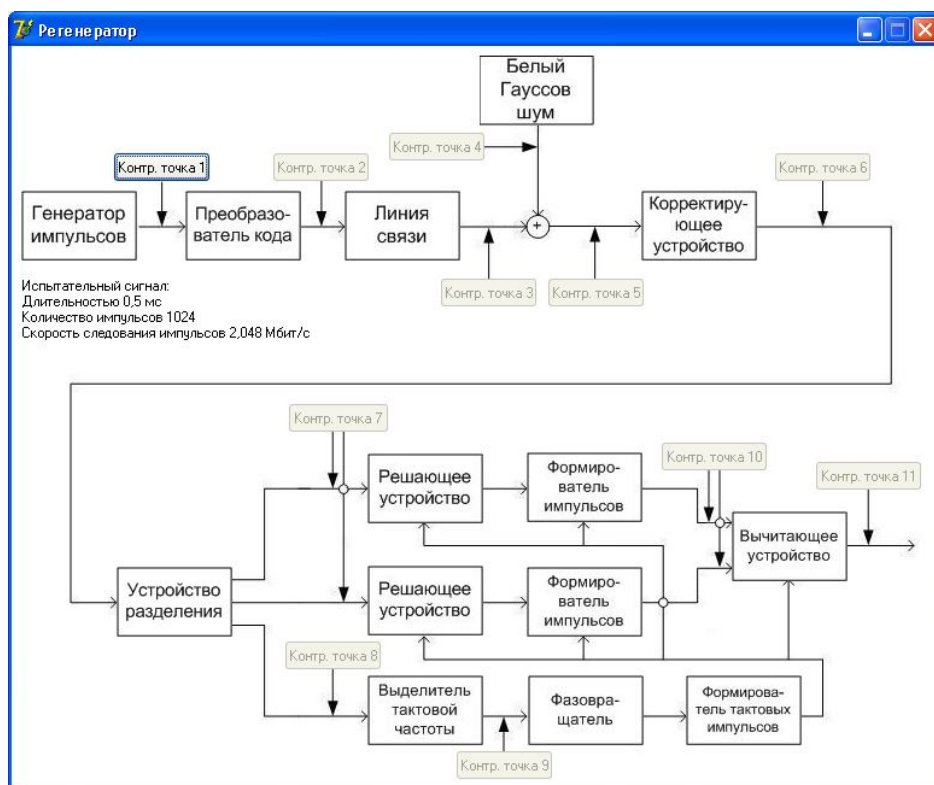 Регенератор
Белый
Гауссов
шум
Контр. точка 4
Контр. точка 1
Контр. точка 2
Контр. точка 6
Генератор
импульсов
Преобразо-
ватель кода
Линия
связи
+
Корректиру-
ющее
устройство
Контр. точка 3
Контр. точка 5
Испытательный сигнал:
Длительностью 0,5 мс
Количество импульсов 1024
Скорость следования импульсов 2,048 Мбит/с
Контр. точка 7
Решающее
устройство
Формиро-
ватель
импульсов
Контр. точка 10
Контр. точка 11
Вычитающее
устройство
Устройство
разделения
Решающее
устройство
Формиро-
ватель
импульсов
Контр. точка 8
Выделитель
тактовой
частоты
Фазовра-
щатель
Формирова-
тель тактовых
импульсов
Контр. точка 9